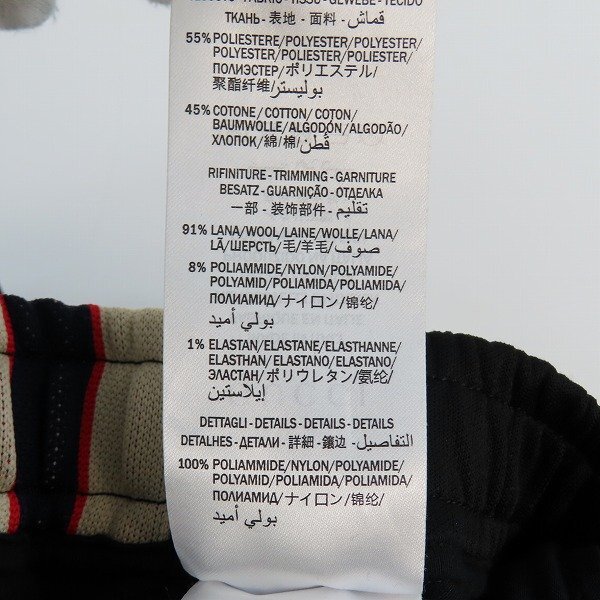 ТКАНЬ - 表地 - 面料 - قماش
55% POLIESTERE/POLYESTER/POLYESTER/
POLYESTER/POLIESTER/POLIESTER/
ПОЛИЭСТЕР/ポリエステル/
聚酯纤维/بوليستر
45% COTONE/COTTON/COTON/
BAUMWOLLE/ALGODÓN/ALGODÃO/
ХЛОПОК/綿/棉/قطن
RIFINITURE - TRIMMING - GARNITURE
BESATZ - GUARNIÇÃO - ОТДЕЛКА
一部 - 装饰部件 - تقليم
91% LANA/WOOL/LAINE/WOLLE/LANA/
LÃ/ШЕРСТЬ/毛/羊毛/صوف
8% POLIAMMIDE/NYLON/POLYAMIDE/
POLYAMID/POLIAMIDA/POLIAMIDA/
ПОЛИАМИД/ナイロン/锦纶/
بولي أميد
1% ELASTAN/ELASTANE/ELASTHANNE/
ELASTHAN/ELASTANO/ELASTANO/
ЭЛАСТАН/ポリウレタン/氨纶/
إيلاستين
DETTAGLI - DETAILS - DETAILS - DETAILS
DETALHES - ДЕТАЛИ - 詳細 - 镶边 - التفاصيل
100% POLIAMMIDE/NYLON/POLYAMIDE/
POLYAMID/POLIAMIDA/POLIAMIDA/
ПОЛИАМИД/ナイロン/锦纶/
بولي أميد